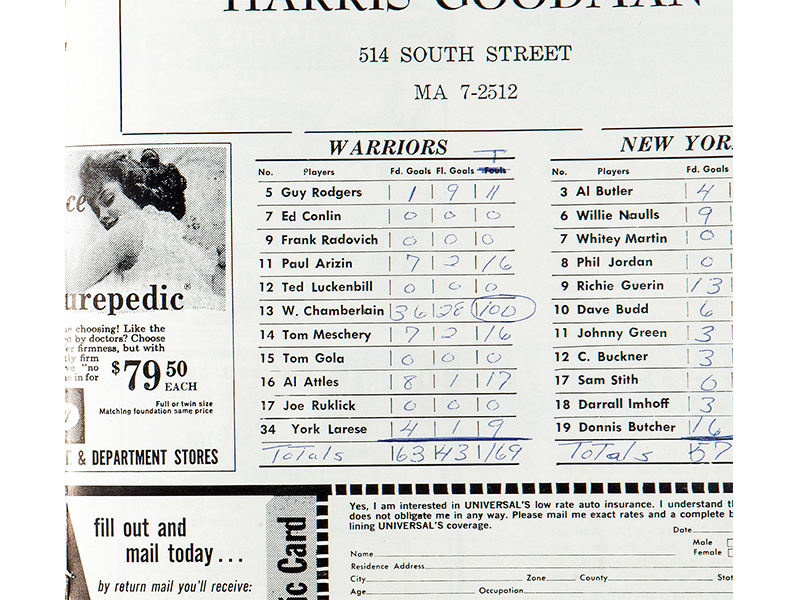 HARRIS GOODMAN
514 SOUTH STREET
MA 7-2512
WARRIORS
T
No. Players Fd. Goals Fl. Goals Fouls
5 Guy Rodgers 1 9 11
7 Ed Conlin 0 0 0
9 Frank Radovich 0 0 0
11 Paul Arizin 7 2 16
12 Ted Luckenbill 0 0 0
13 W. Chamberlain 36 28 100
14 Tom Meschery 7 2 16
15 Tom Gola 0 0 0
16 Al Attles 8 1 17
17 Joe Ruklick 0 0 0
34 York Larese 4 1 9
Totals 63 43 169
NEW YOR
No. Players Fd. Goals
3 Al Butler 4
6 Willie Naulls 9
7 Whitey Martin 0
8 Phil Jordan 0
9 Richie Guerin 13
10 Dave Budd 6
11 Johnny Green 3
12 C. Buckner 3
17 Sam Stith 0
18 Darrall Imhoff 3
19 Donnis Butcher 16
Totals 57
ce
urepedic®
e choosing! Like the
d by doctors? Choose
er firmness, but with
tly firm
ve "no
e in for
$79 50
EACH
Full or twin size
Matching foundation same price
& DEPARTMENT STORES
fill out and
mail today...
by return mail you'll receive:
ic Card
Yes, I am interested in UNIVERSAL'S low rate auto insurance. I understand th
does not obligate me in any way. Please mail me exact rates and a complete b
lining UNIVERSAL'S coverage.
Date
Male
Female
Name
Residence Address
City Zone County Stat
Age Occupation